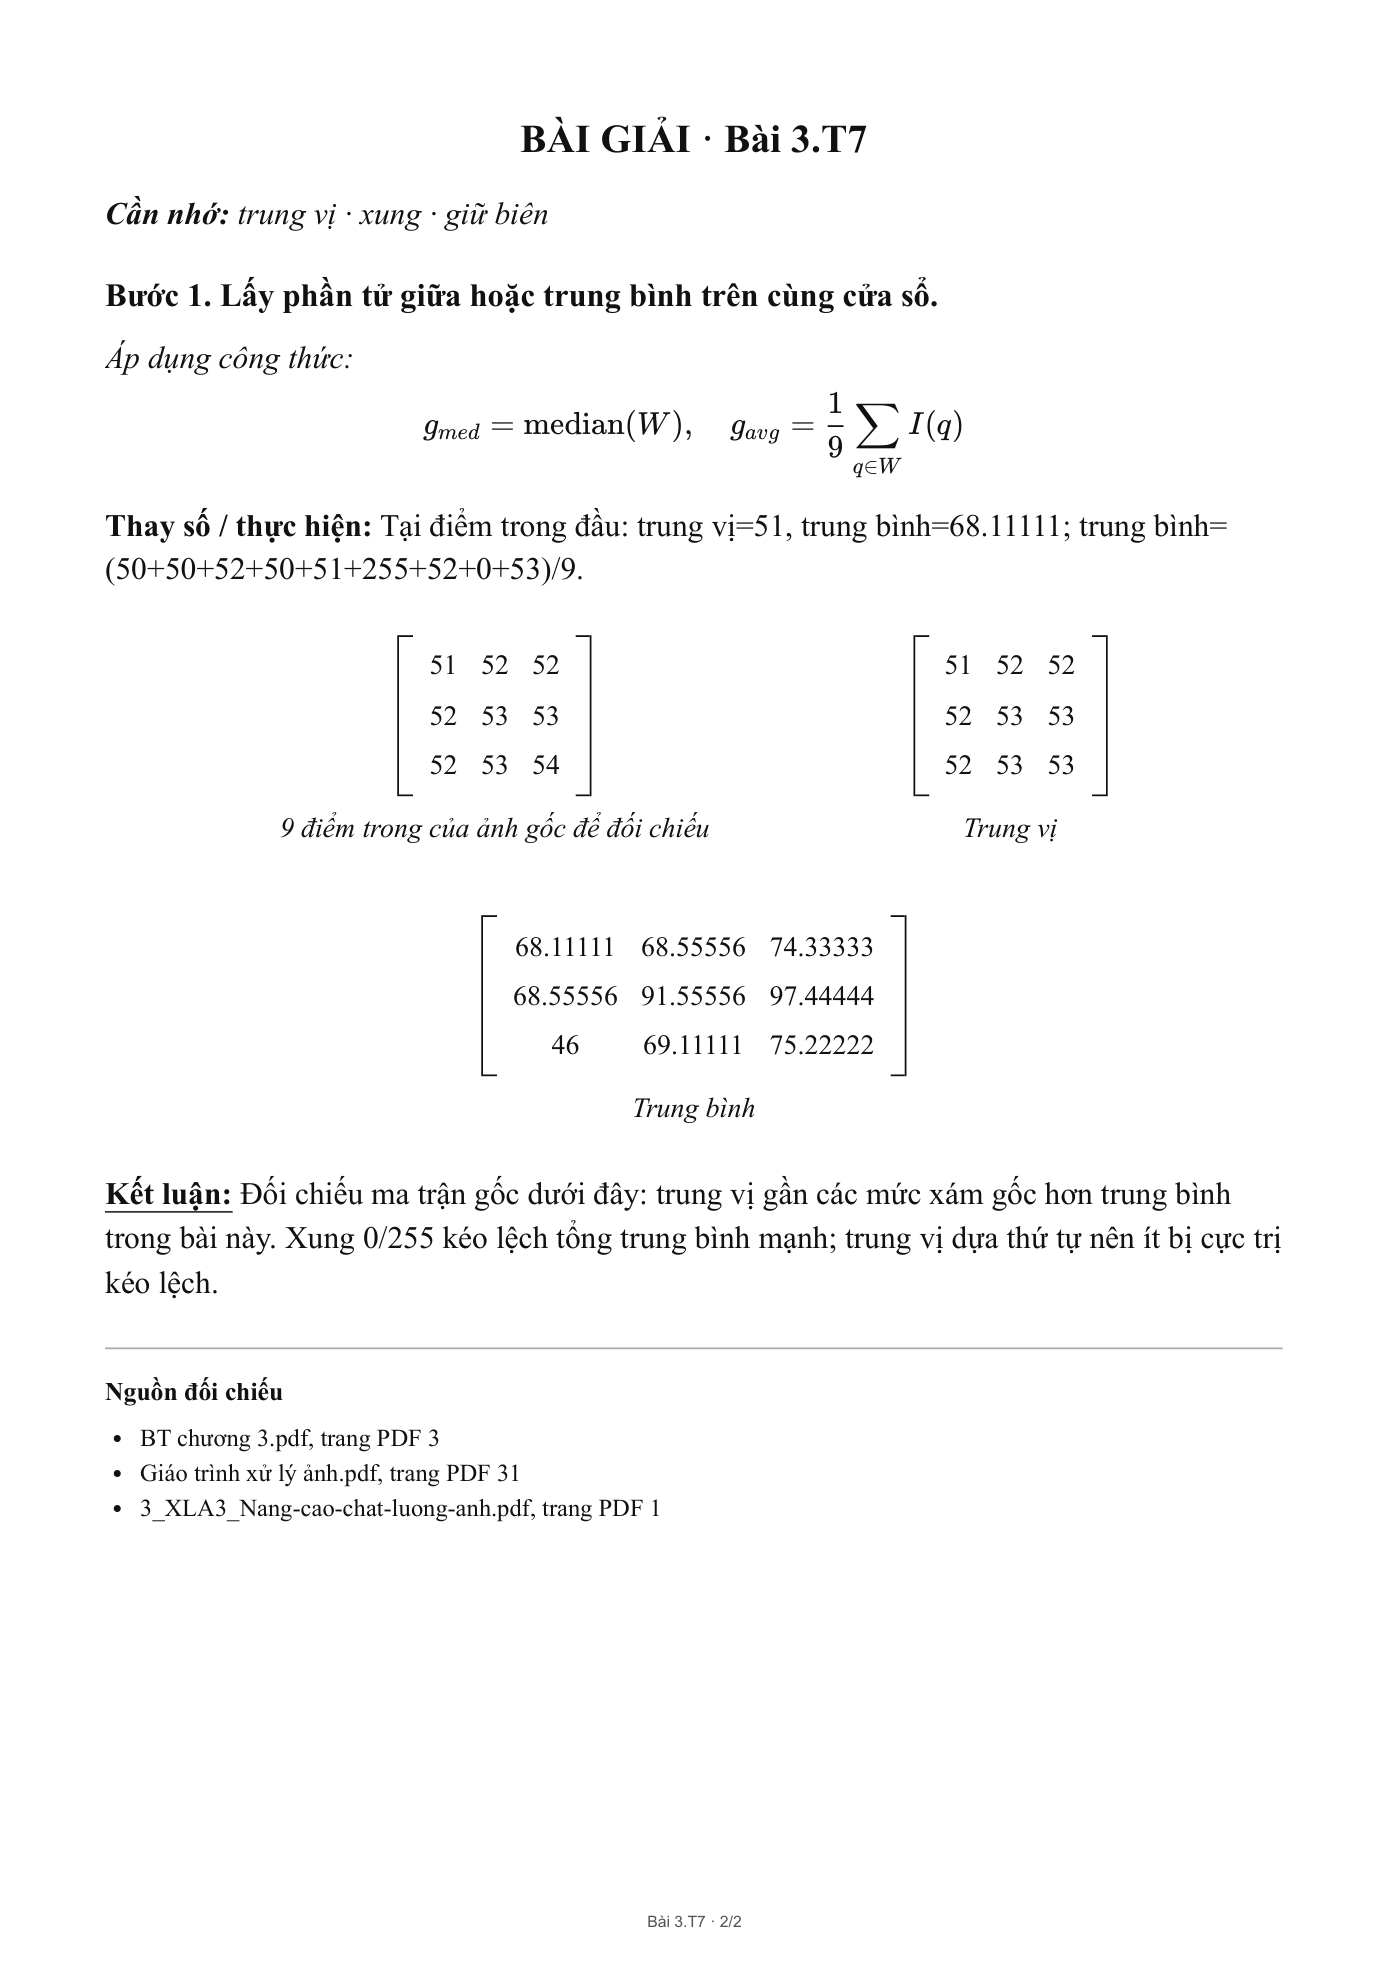 BÀI GIẢI · Bài 3.T7
Cần nhớ: trung vị · xung · giữ biên
Bước 1. Lấy phần tử giữa hoặc trung bình trên cùng cửa sổ.
Áp dụng công thức:
g_med = median(W),   g_avg = 1/9 ∑_{q∈W} I(q)
Thay số / thực hiện: Tại điểm trong đầu: trung vị=51, trung bình=68.11111; trung bình=
(50+50+52+50+51+255+52+0+53)/9.
51 52 52
52 53 53
52 53 54
9 điểm trong của ảnh gốc để đối chiếu
51 52 52
52 53 53
52 53 53
Trung vị
68.11111 68.55556 74.33333
68.55556 91.55556 97.44444
46 69.11111 75.22222
Trung bình
Kết luận: Đối chiếu ma trận gốc dưới đây: trung vị gần các mức xám gốc hơn trung bình
trong bài này. Xung 0/255 kéo lệch tổng trung bình mạnh; trung vị dựa thứ tự nên ít bị cực trị
kéo lệch.
Nguồn đối chiếu
• BT chương 3.pdf, trang PDF 3
• Giáo trình xử lý ảnh.pdf, trang PDF 31
• 3_XLA3_Nang-cao-chat-luong-anh.pdf, trang PDF 1
Bài 3.T7 · 2/2